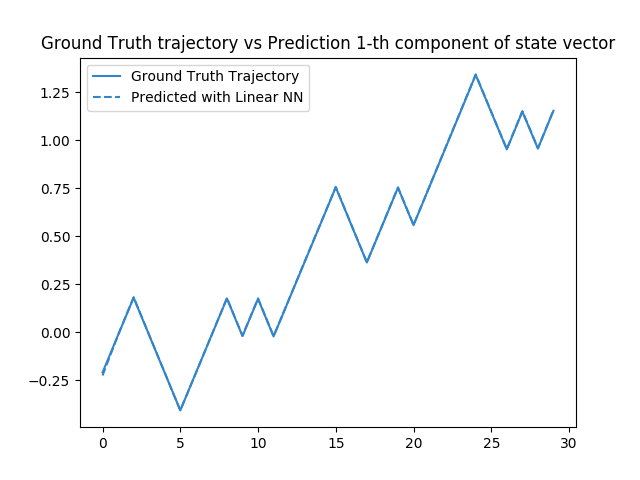 Ground Truth trajectory vs Prediction 1-th component of state vector
Ground Truth Trajectory
Predicted with Linear NN
1.25
1.00
0.75
0.50
0.25
0.00
−0.25
0 5 10 15 20 25 30